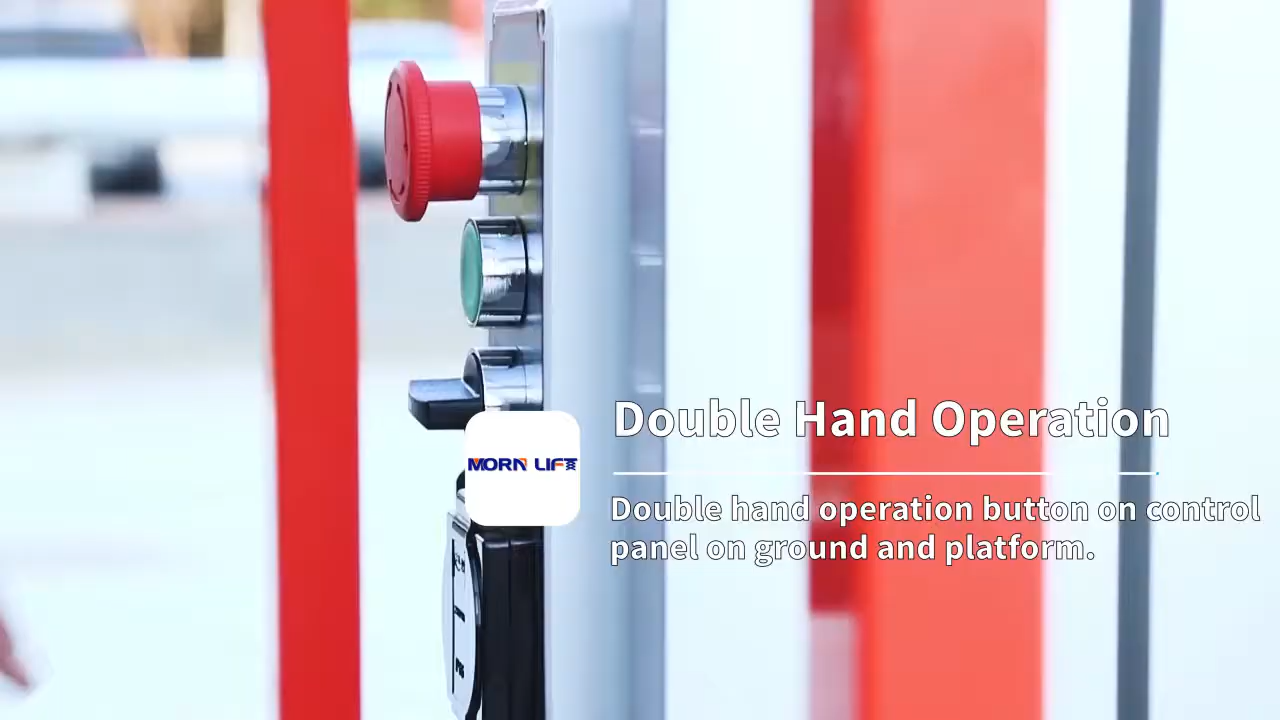 MORN LIFT
Double Hand Operation
Double hand operation button on control
panel on ground and platform.